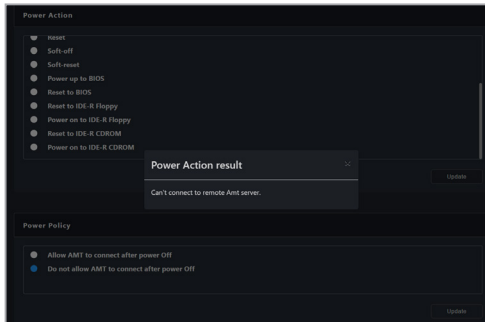 Power Action
Reset
Soft-off
Soft-reset
Power up to BIOS
Reset to BIOS
Reset to IDE-R Floppy
Power on to IDE-R Floppy
Reset to IDE-R CDROM
Power on to IDE-R CDROM
Power Action result
Can't connect to remote Amt server.
Update
Power Policy
Allow AMT to connect after power Off
Do not allow AMT to connect after power Off
Update